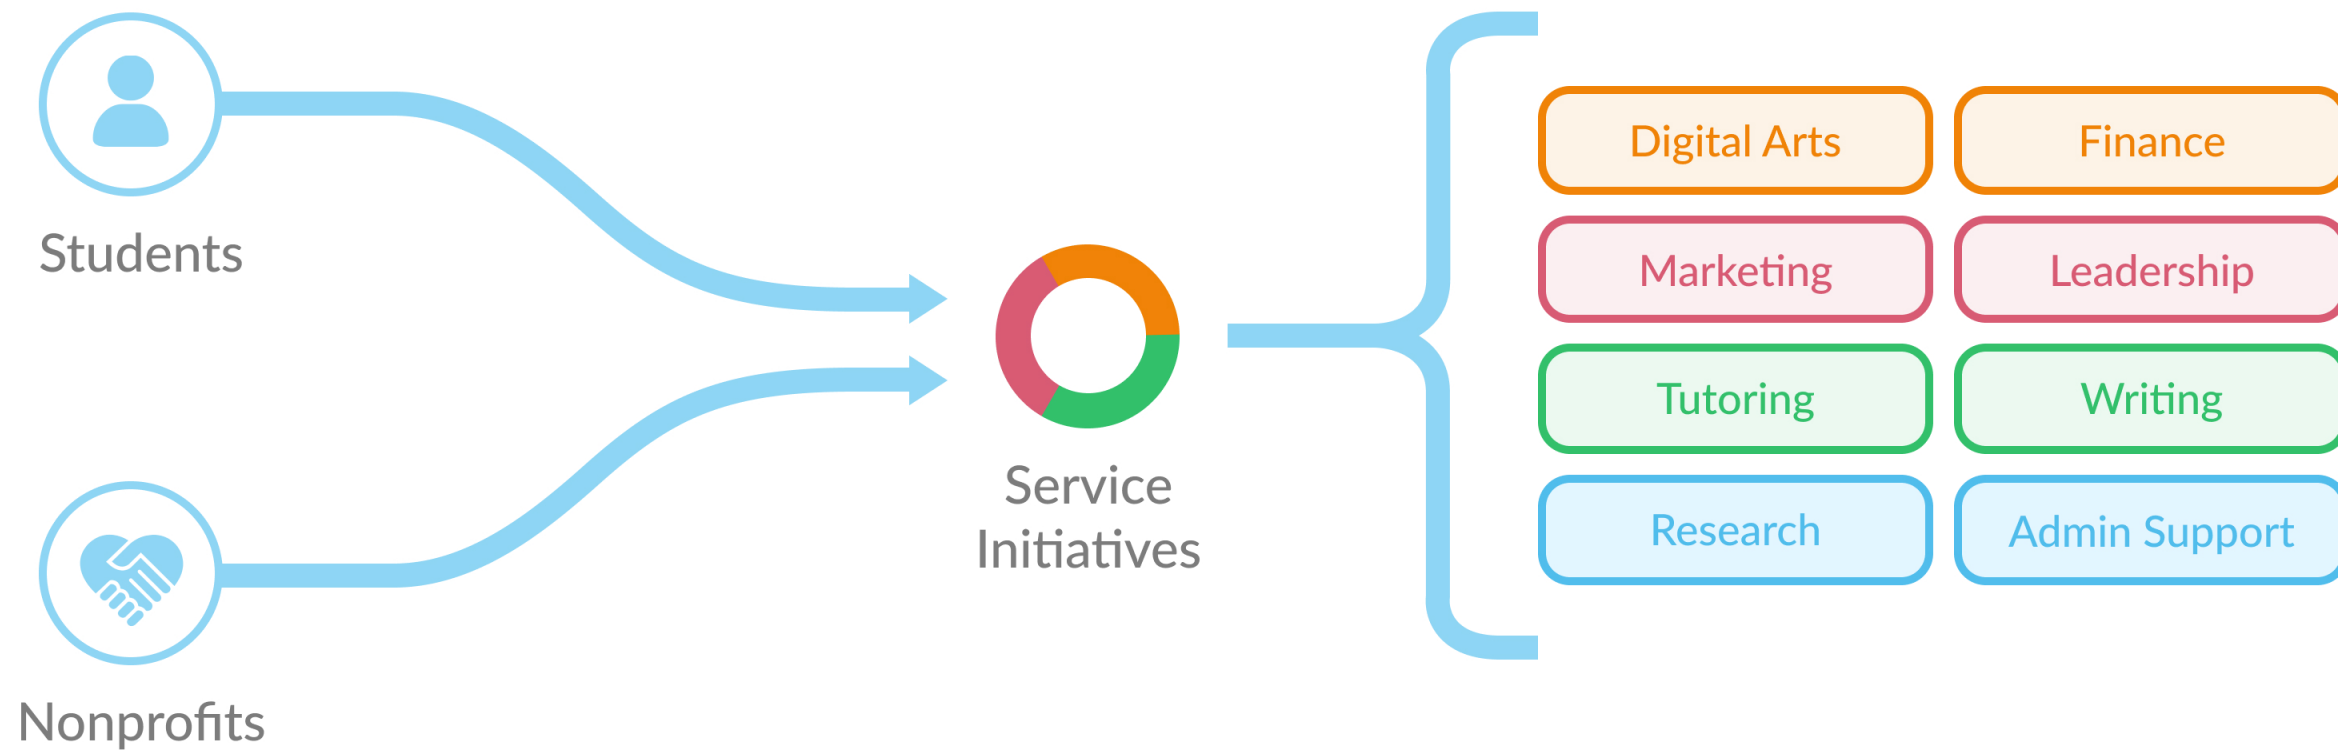 Students
Nonprofits
Service
Initiatives
Digital Arts
Finance
Marketing
Leadership
Tutoring
Writing
Research
Admin Support